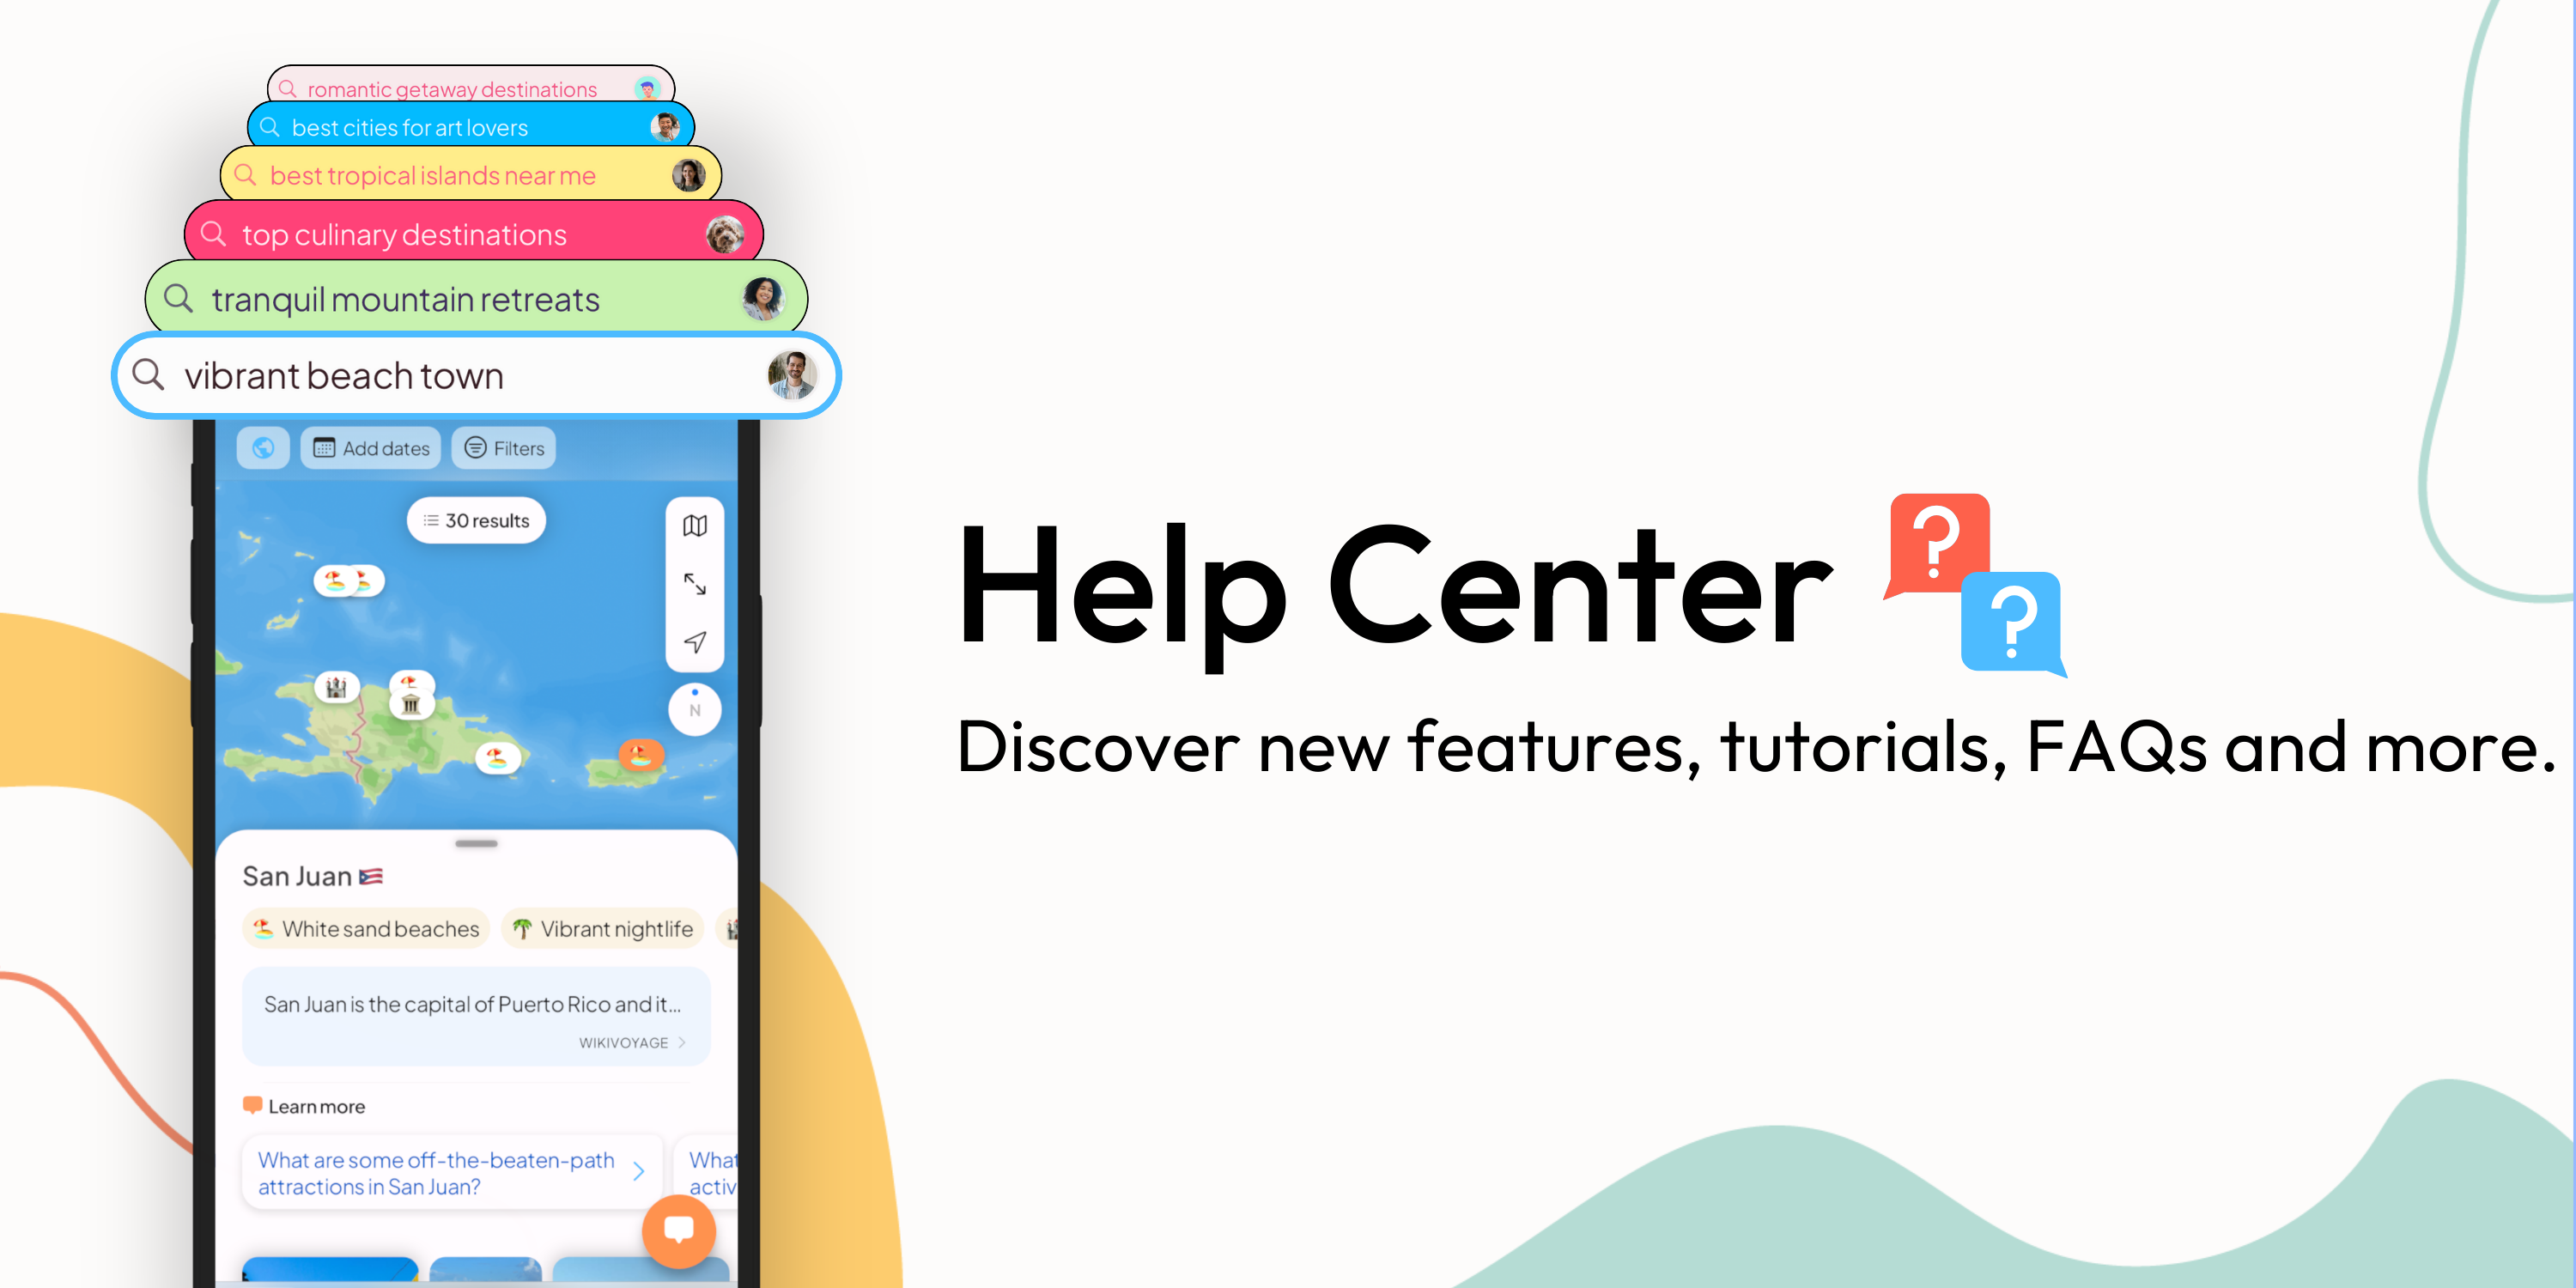 romantic getaway destinations
best cities for art lovers
best tropical islands near me
top culinary destinations
tranquil mountain retreats
vibrant beach town
Add dates
Filters
30 results
N
San Juan
White sand beaches
Vibrant nightlife
San Juan is the capital of Puerto Rico and it...
WIKIVOYAGE
Learn more
What are some off-the-beaten-path
attractions in San Juan?
What
activ
Help Center
? ?
Discover new features, tutorials, FAQs and more.